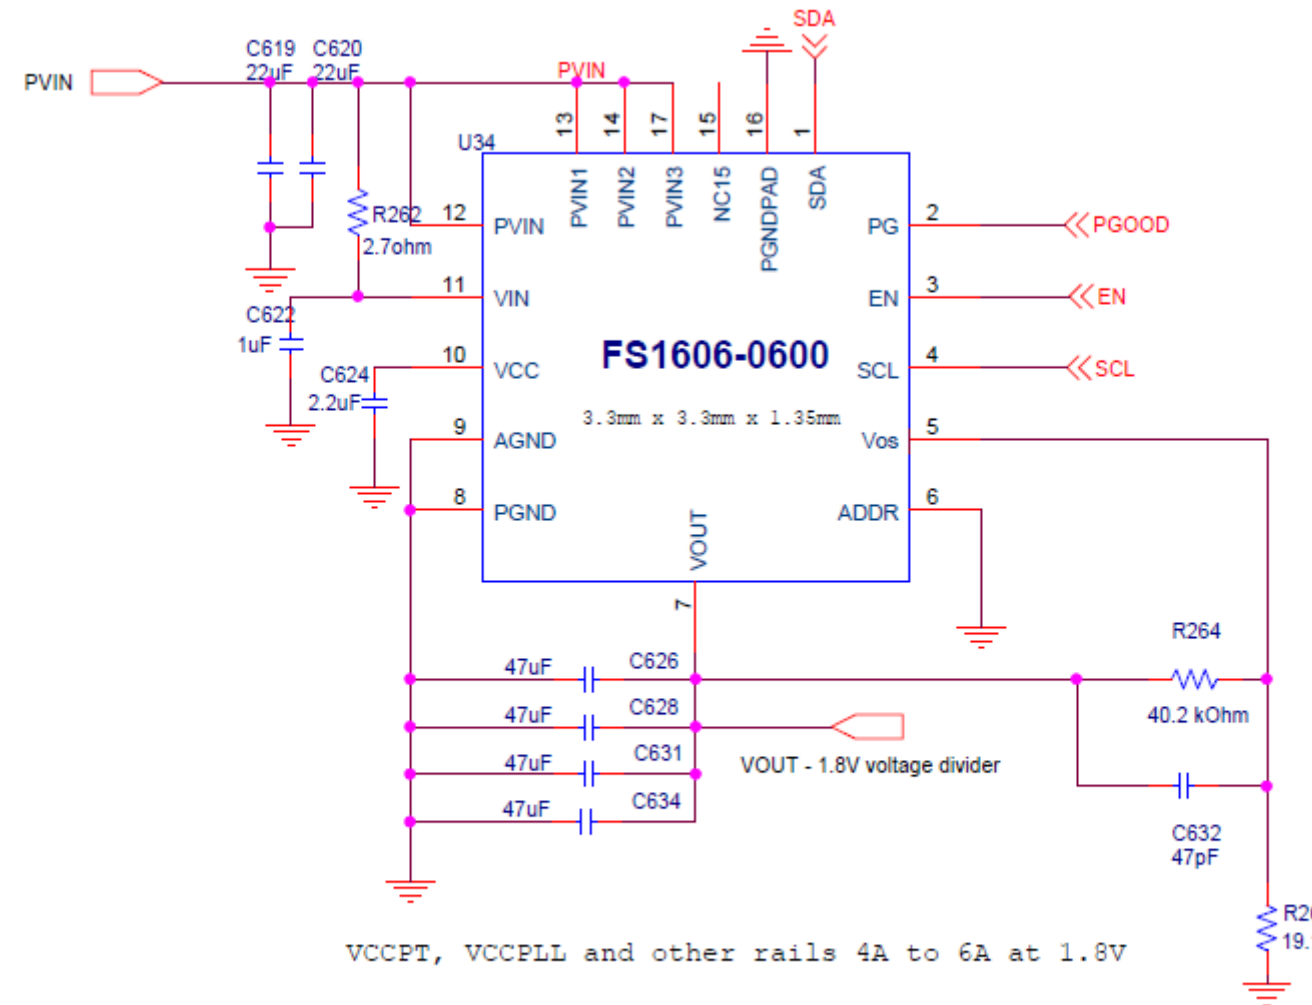 SDA
C619 C620
22uF 22uF
PVIN
PVIN
13
14
17
15
16
1
U34
PVIN1
PVIN2
PVIN3
NC15
PGNDPAD
SDA
R262
2.7ohm
12 PVIN
PG 2
PGOOD
11 VIN
EN 3
EN
C622
1uF
10 VCC
FS1606-0600
SCL 4
SCL
C624
2.2uF
3.3mm x 3.3mm x 1.35mm
9 AGND
Vos 5
8 PGND
ADDR 6
VOUT
7
R264
40.2 kOhm
47uF C626
47uF C628
47uF C631
47uF C634
VOUT - 1.8V voltage divider
C632
47pF
VCCPT, VCCPLL and other rails 4A to 6A at 1.8V